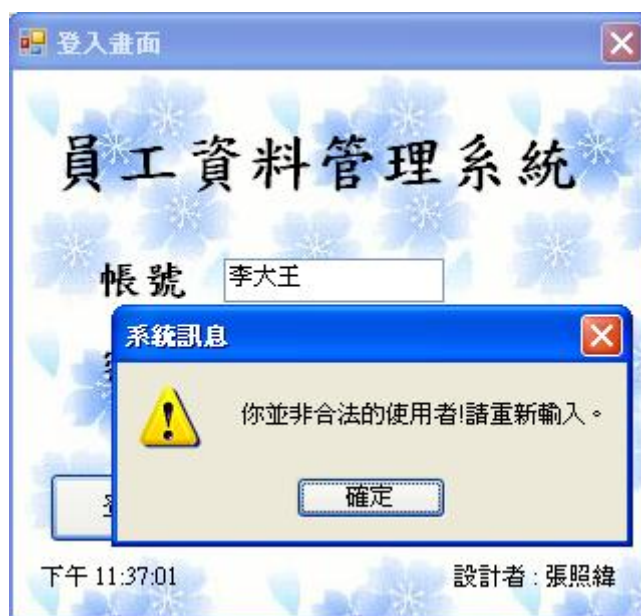 登入畫面
員工資料管理系統
帳號
李大王
系統訊息
你並非合法的使用者!請重新輸入。
確定
下午 11:37:01
設計者 : 張照緯